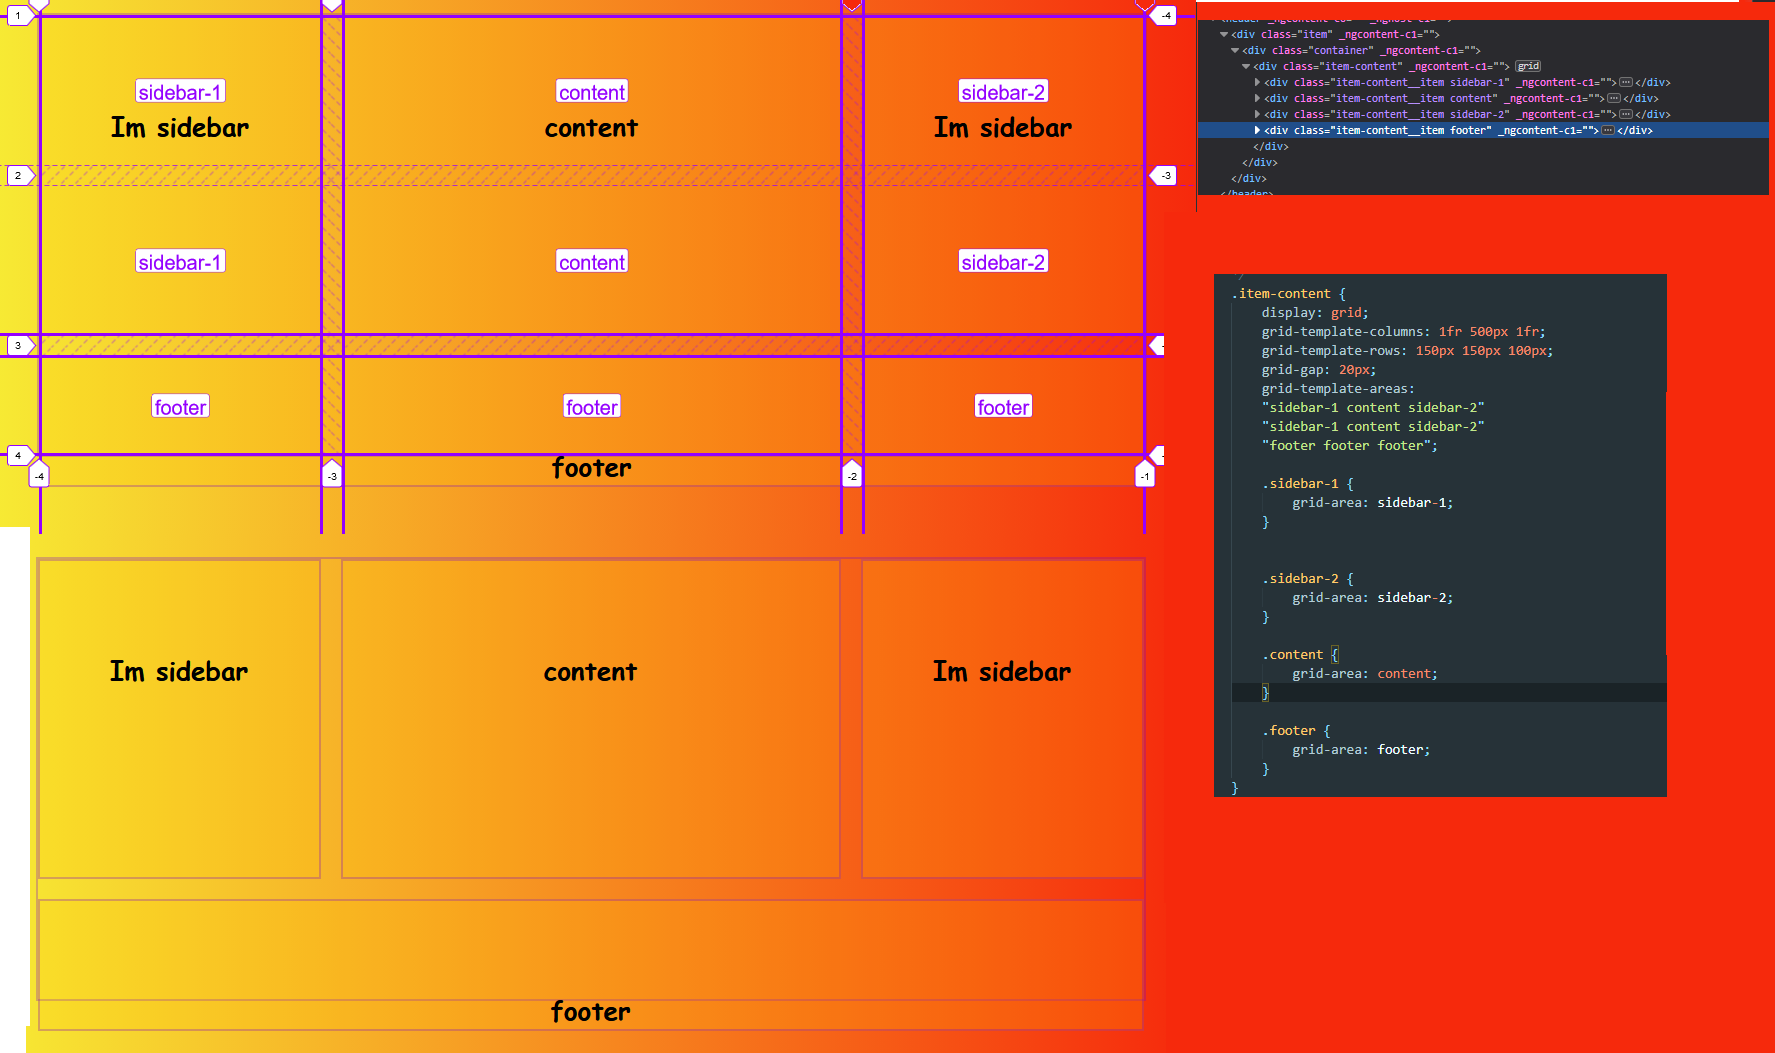 1
-4
sidebar-1
content
sidebar-2
Im sidebar
content
Im sidebar
2
-3
sidebar-1
content
sidebar-2
3
footer
footer
footer
4
footer
-4
-3
-2
-1
Im sidebar
content
Im sidebar
footer
<div class="item" _ngcontent-c1="">
<div class="container" _ngcontent-c1="">
<div class="item-content" _ngcontent-c1=""> grid
<div class="item-content__item sidebar-1" _ngcontent-c1="">…</div>
<div class="item-content__item content" _ngcontent-c1="">…</div>
<div class="item-content__item sidebar-2" _ngcontent-c1="">…</div>
<div class="item-content__item footer" _ngcontent-c1="">…</div>
</div>
</div>
</div>
</header>
.item-content {
display: grid;
grid-template-columns: 1fr 500px 1fr;
grid-template-rows: 150px 150px 100px;
grid-gap: 20px;
grid-template-areas:
"sidebar-1 content sidebar-2"
"sidebar-1 content sidebar-2"
"footer footer footer";
.sidebar-1 {
grid-area: sidebar-1;
}
.sidebar-2 {
grid-area: sidebar-2;
}
.content {
grid-area: content;
}
.footer {
grid-area: footer;
}
}